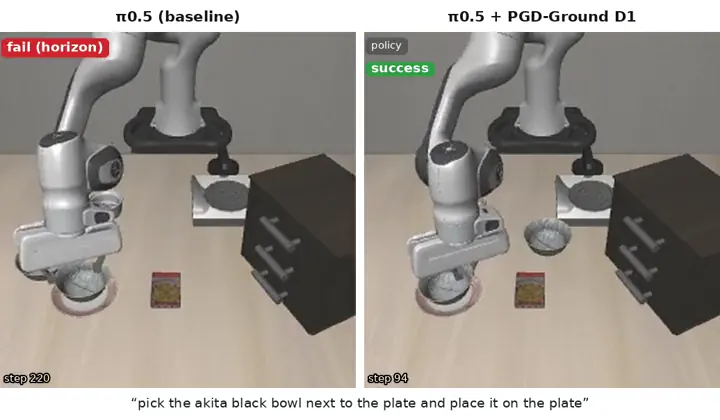 π0.5 (baseline)
π0.5 + PGD-Ground D1
fail (horizon)
policy
success
step 220
step 94
“pick the akita black bowl next to the plate and place it on the plate”